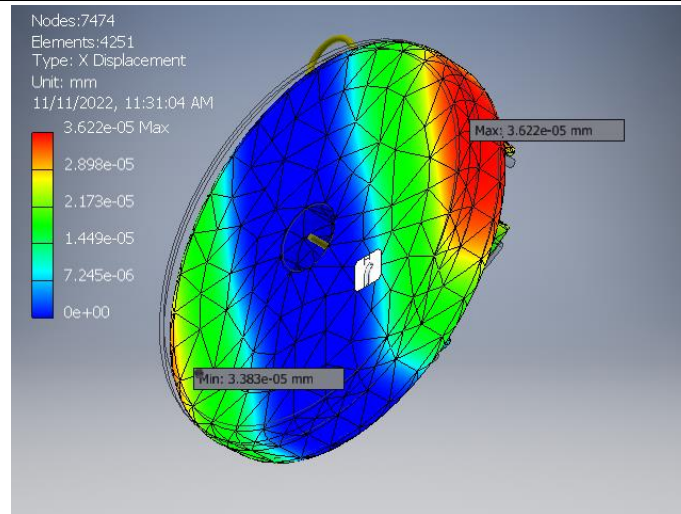 Nodes:7474
Elements:4251
Type: X Displacement
Unit: mm
11/11/2022, 11:31:04 AM
3.622e-05 Max
2.898e-05
2.173e-05
1.449e-05
7.245e-06
0e+00
Max: 3.622e-05 mm
Min: 3.383e-05 mm